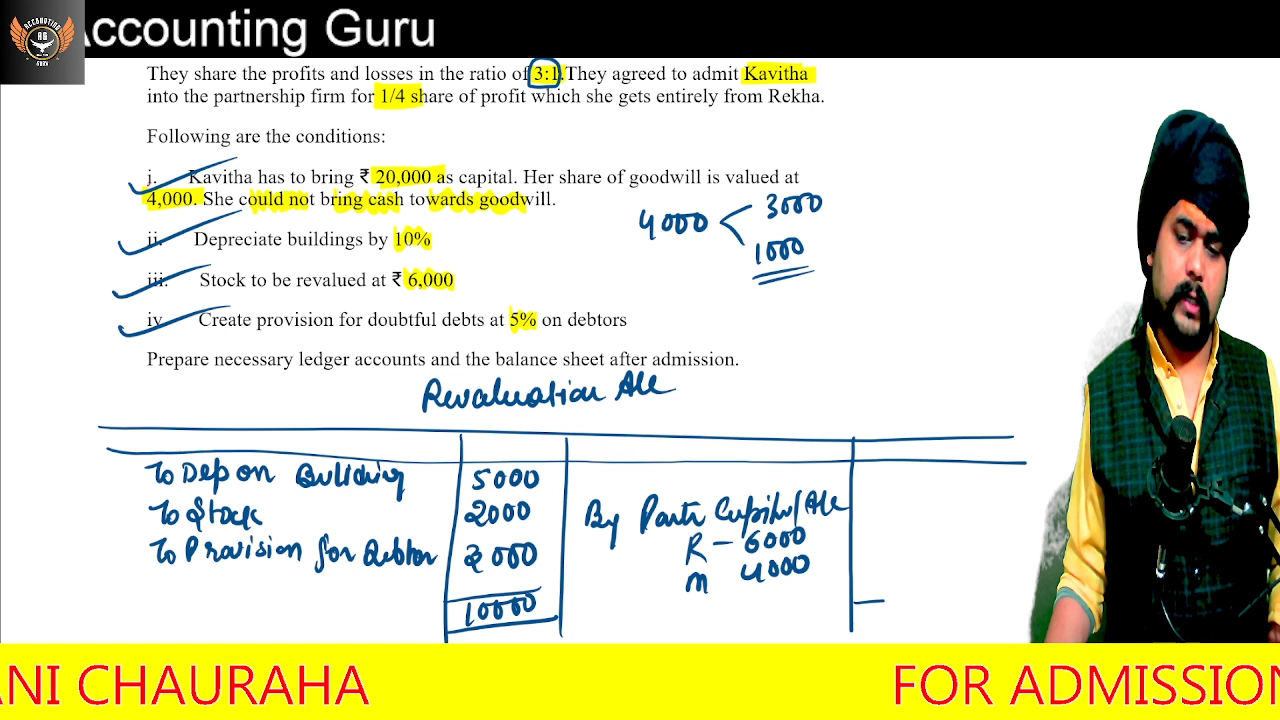 ACCOUNTING
AG
GURU
Accounting Guru
They share the profits and losses in the ratio of 3:1. They agreed to admit Kavitha
into the partnership firm for 1/4 share of profit which she gets entirely from Rekha.
Following are the conditions:
i. Kavitha has to bring ₹ 20,000 as capital. Her share of goodwill is valued at
4,000. She could not bring cash towards goodwill.
4000 < 3000
1000
ii. Depreciate buildings by 10%
iii. Stock to be revalued at ₹ 6,000
iv. Create provision for doubtful debts at 5% on debtors
Prepare necessary ledger accounts and the balance sheet after admission.
Revaluation A/c
To Dep on Building 5000
To Stock 2000
To Provision for Debtor 2000
10000
By Partn Capital A/c
R - 6000
M 4000
ANI CHAURAHA FOR ADMISSION